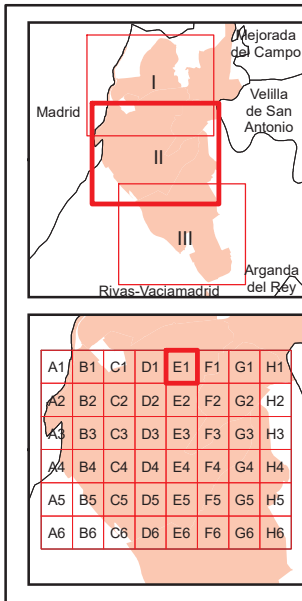 Mejorada
del Campo
I
Velilla
de San
Antonio
Madrid
II
III
Arganda
del Rey
Rivas-Vaciamadrid
A1 B1 C1 D1 E1 F1 G1 H1
A2 B2 C2 D2 E2 F2 G2 H2
A3 B3 C3 D3 E3 F3 G3 H3
A4 B4 C4 D4 E4 F4 G4 H4
A5 B5 C5 D5 E5 F5 G5 H5
A6 B6 C6 D6 E6 F6 G6 H6